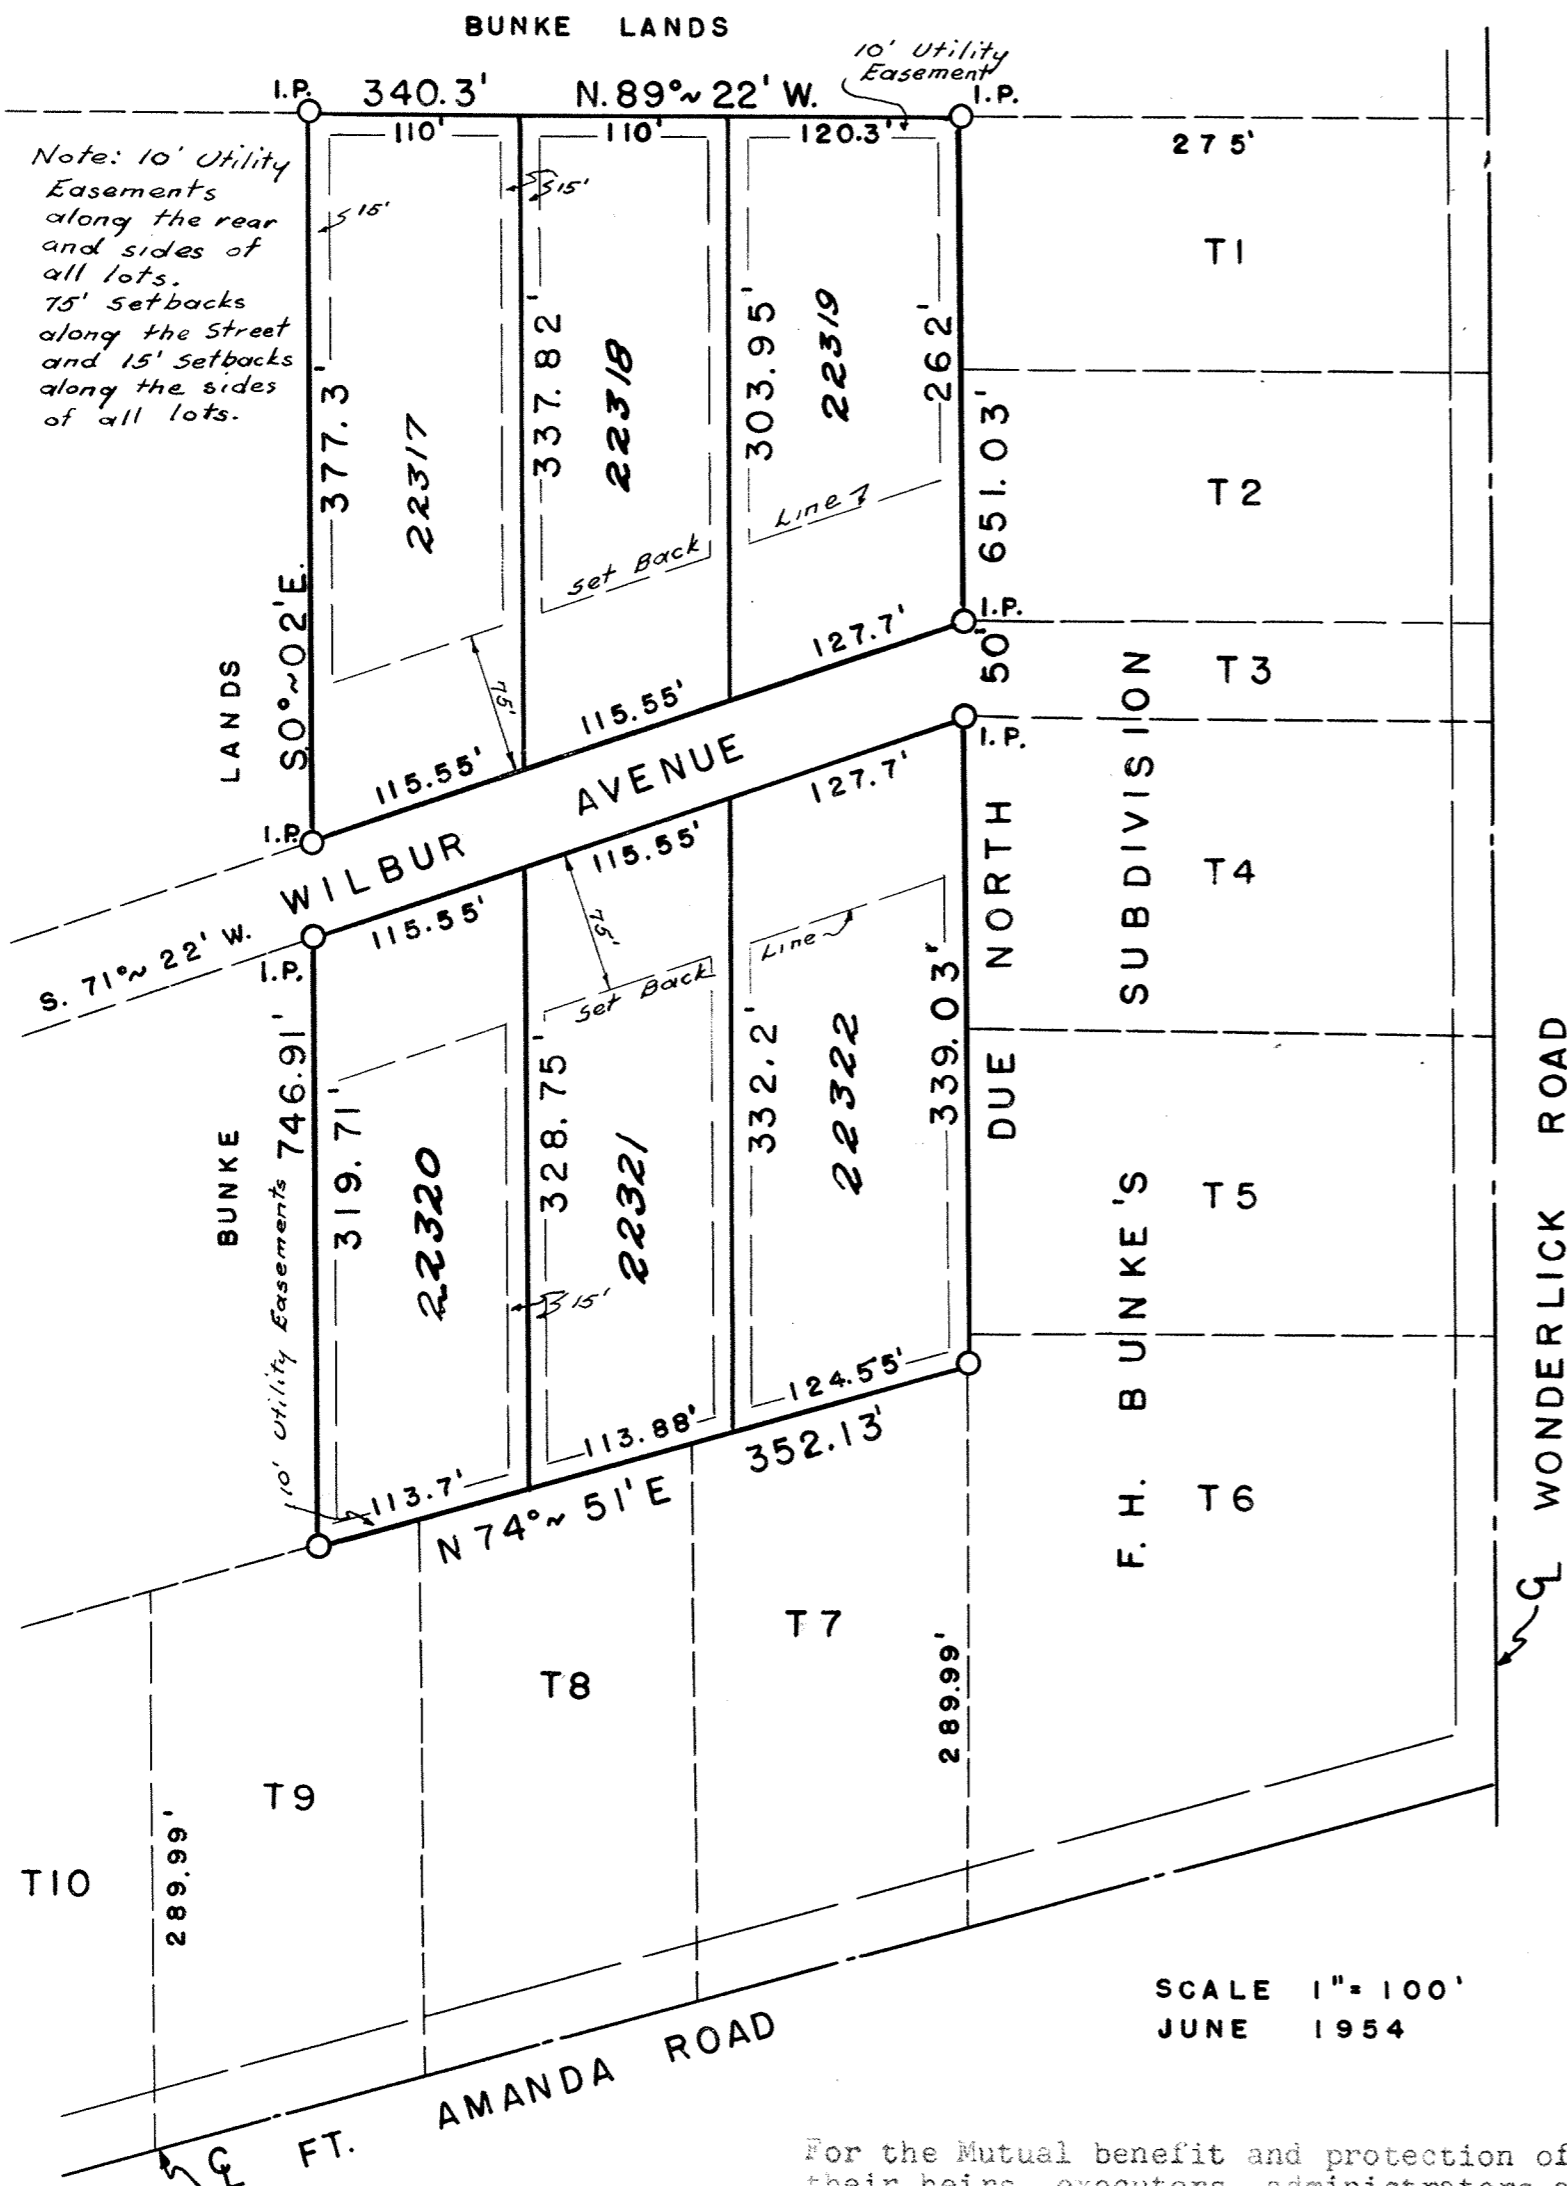 BUNKE LANDS
10' Utility
Easement
I.P. 340.3' N. 89°~ 22' W. I.P.
110' 110' 120.3' 275'
Note: 10' Utility
Easements
along the rear
and sides of
all lots.
75' Setbacks
along the Street
and 15' Setbacks
along the sides
of all lots.
15'
15'
T1
377.3'
22317
337.82'
22318
303.95'
22319
262'
651.03'
T2
Set Back
Line
S.0°~02'E.
LANDS
75'
115.55'
115.55'
127.7'
I.P.
50'
T3
I.P.
WILBUR AVENUE
I.P.
S. 71°~ 22' W.
I.P.
115.55'
115.55'
127.7'
75'
Set Back
Line
T4
BUNKE
746.91'
10' Utility Easements
319.71'
22320
328.75'
22321
332.2'
22322
339.03'
DUE NORTH
F. H. BUNKE'S SUBDIVISION
WONDERLICK ROAD
15'
T5
113.7'
113.88'
124.55'
N 74°~ 51' E
352.13'
T6
T7
T8
T9
T10
289.99'
289.99'
CL
SCALE 1"= 100'
JUNE 1954
CL FT. AMANDA ROAD
For the Mutual benefit and protection of
their heirs, executors, administrators